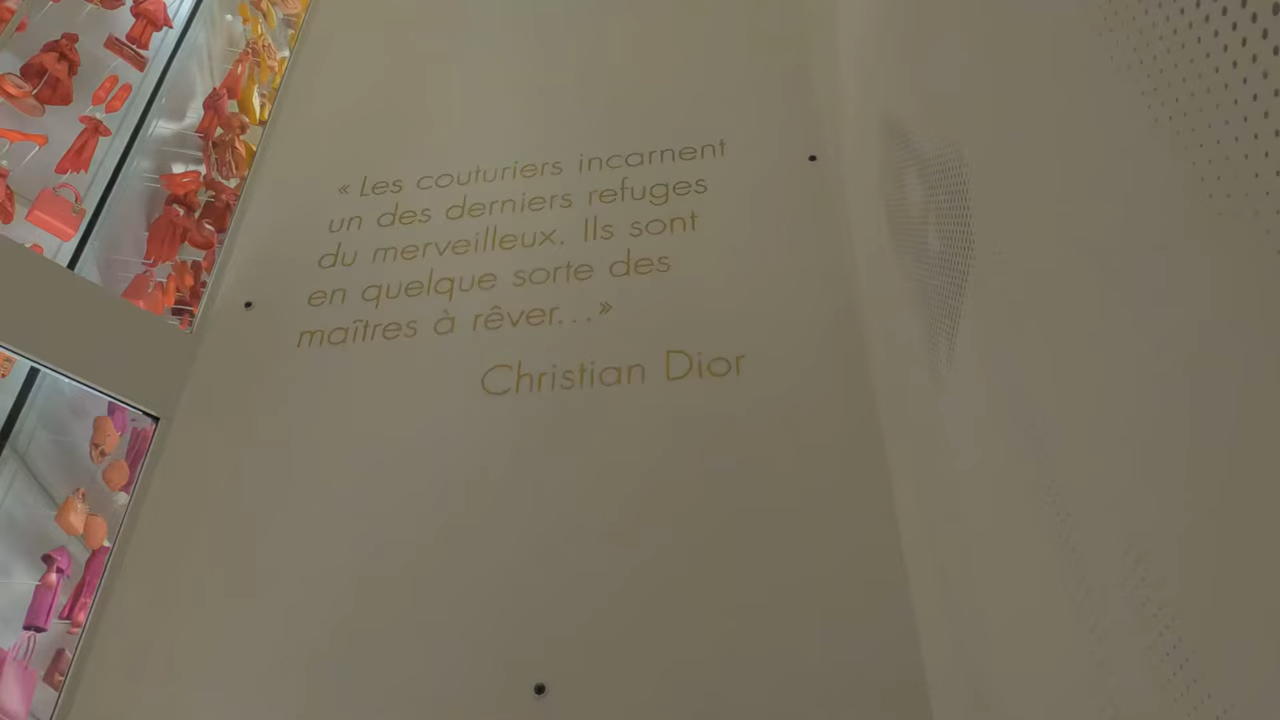 « Les couturiers incarnent
un des derniers refuges
du merveilleux. Ils sont
en quelque sorte des
maîtres à rêver...»
Christian Dior